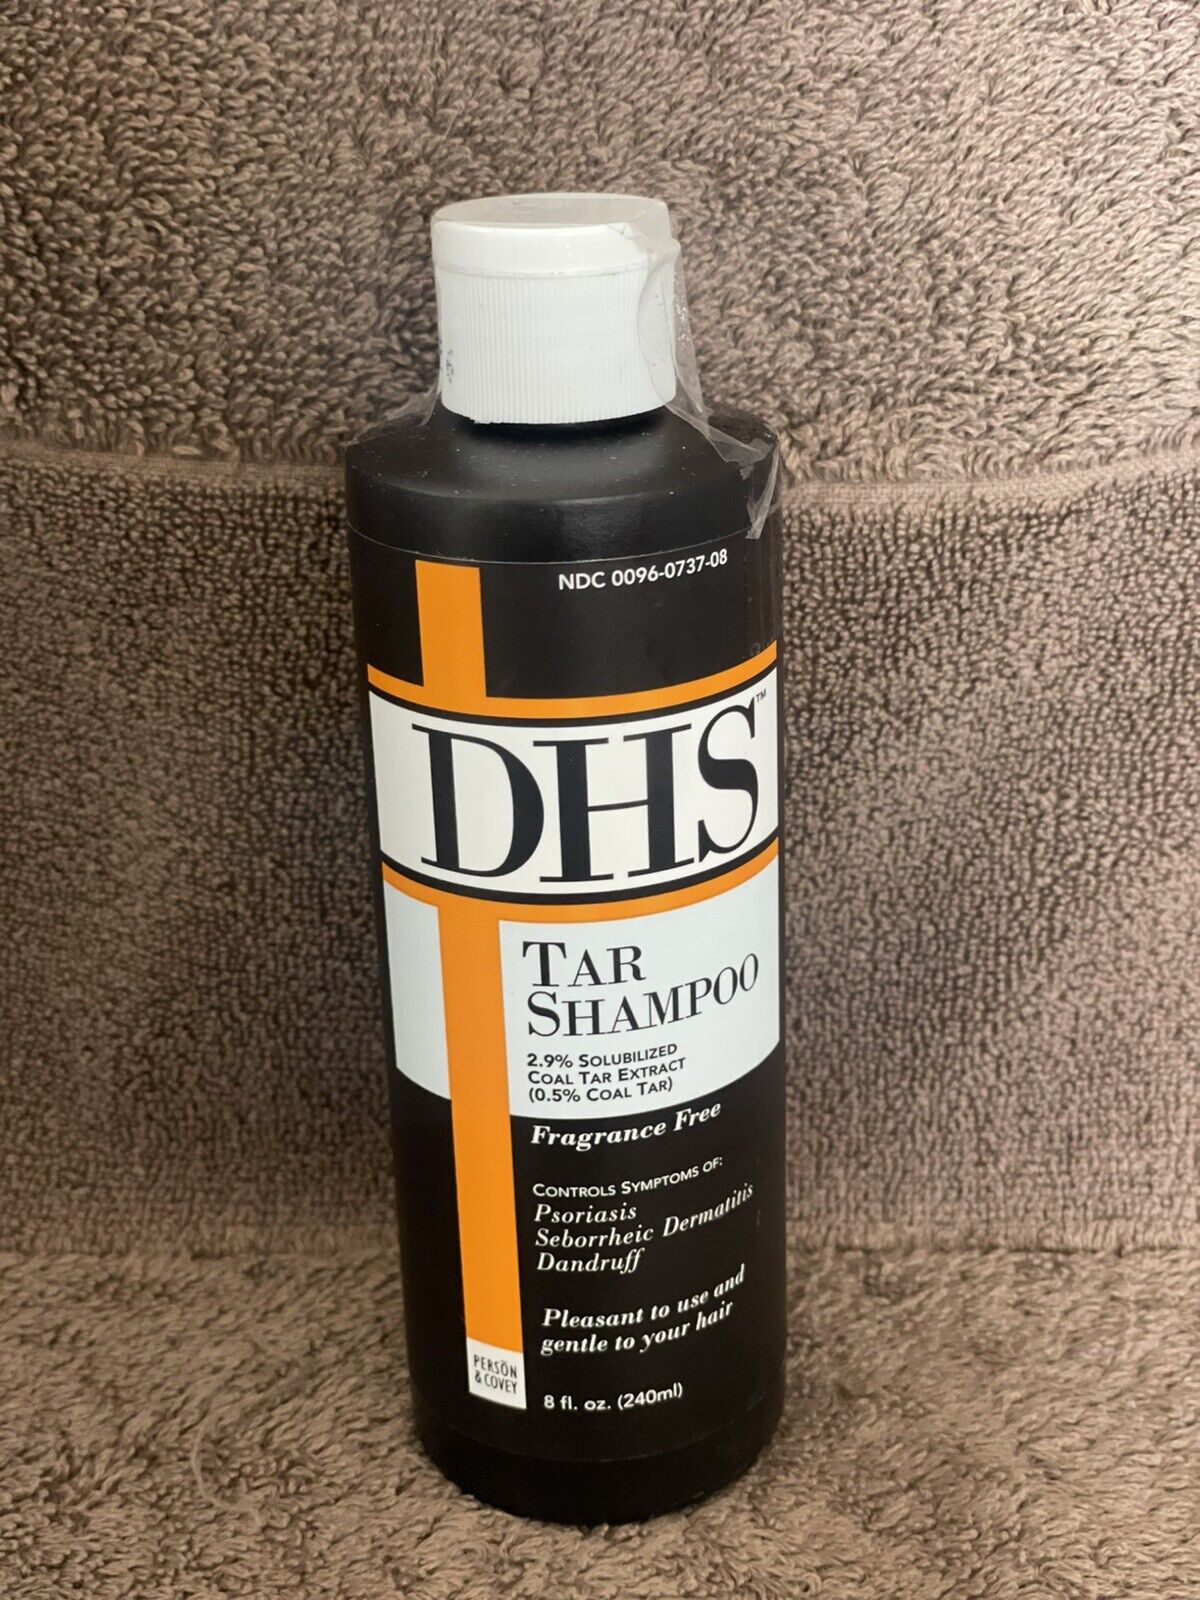 NDC 0096-0737-08
DHS™
TAR
SHAMPOO
2.9% SOLUBILIZED
COAL TAR EXTRACT
(0.5% COAL TAR)
Fragrance Free
CONTROLS SYMPTOMS OF:
Psoriasis
Seborrheic Dermatitis
Dandruff
Pleasant to use and
gentle to your hair
PERSŌN
& COVEY
8 fl. oz. (240ml)